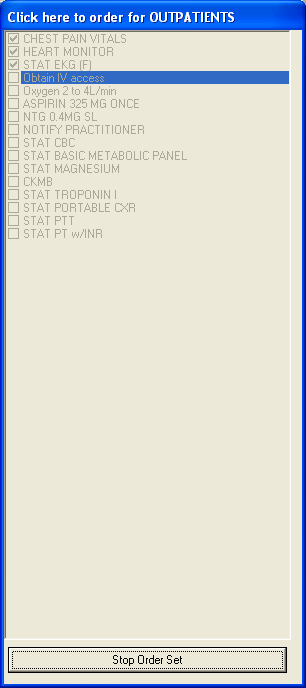 Click here to order for OUTPATIENTS
CHEST PAIN VITALS
HEART MONITOR
STAT EKG (F)
Obtain IV access
Oxygen 2 to 4L/min
ASPIRIN 325 MG ONCE
NTG 0.4MG SL
NOTIFY PRACTITIONER
STAT CBC
STAT BASIC METABOLIC PANEL
STAT MAGNESIUM
CKMB
STAT TROPONIN I
STAT PORTABLE CXR
STAT PTT
STAT PT w/INR
Stop Order Set